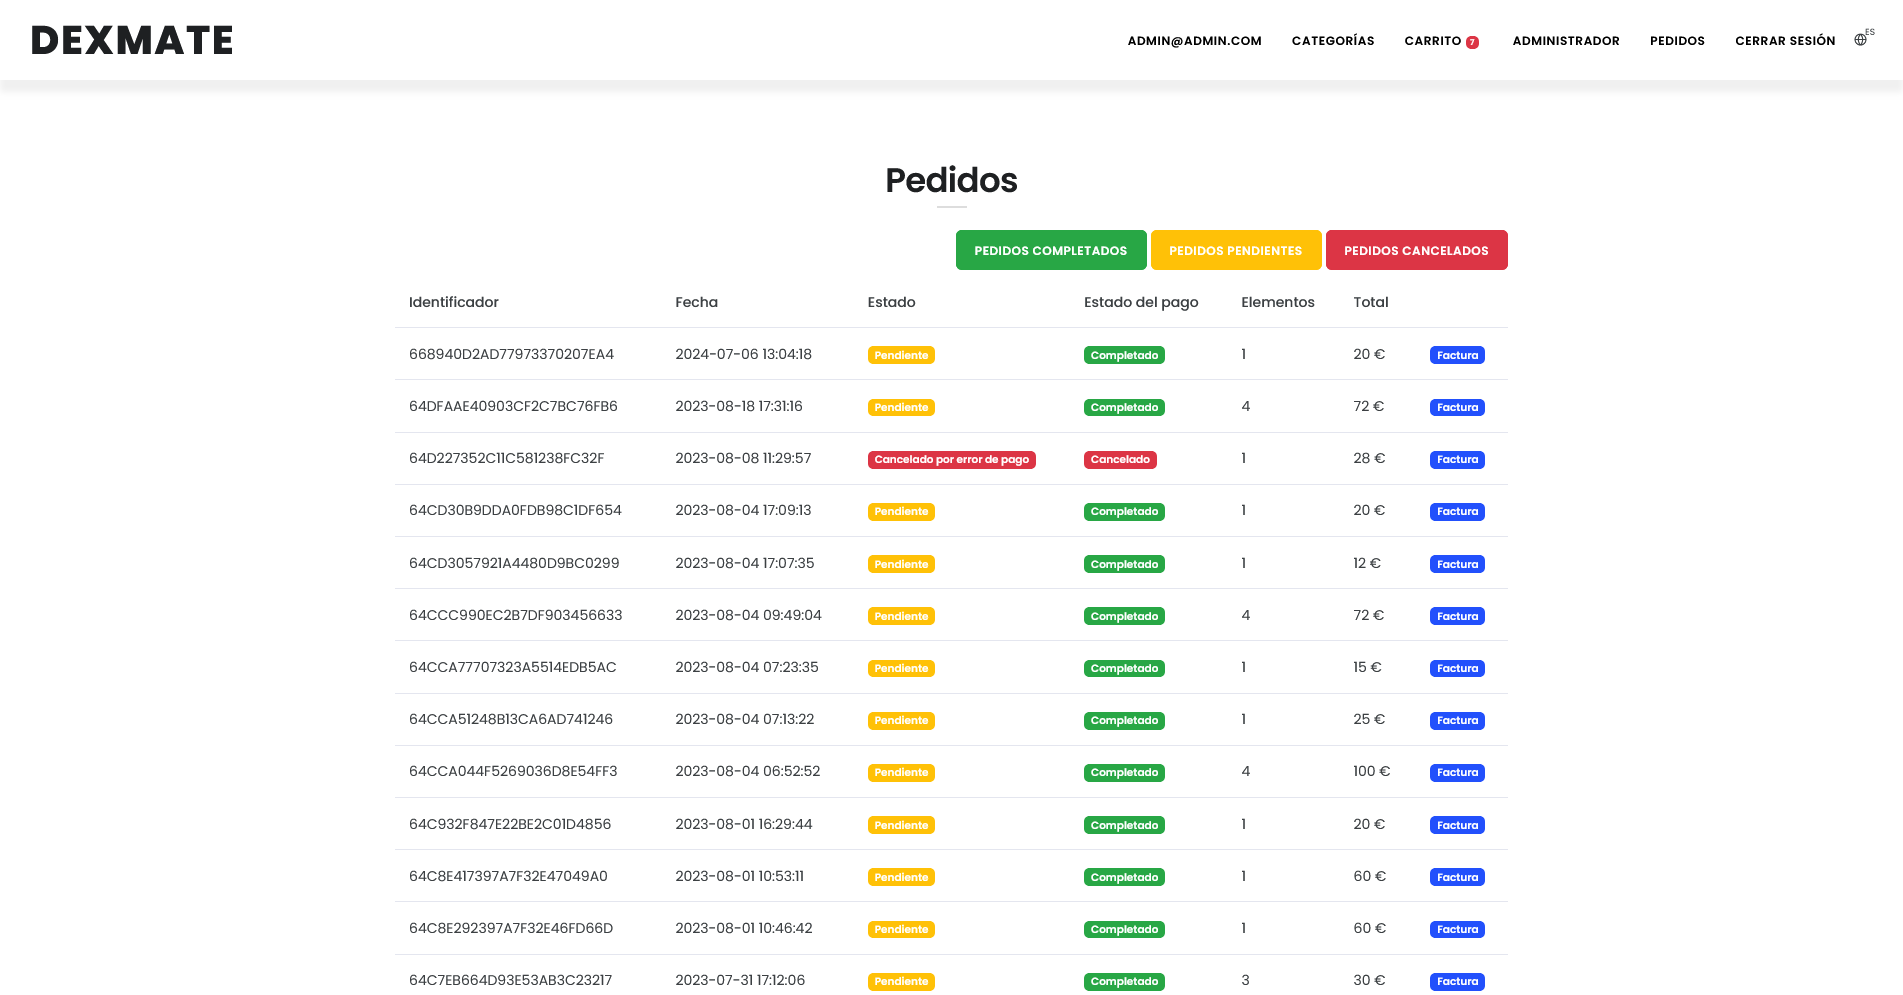 DEXMATE
ADMIN@ADMIN.COM CATEGORÍAS CARRITO 7 ADMINISTRADOR PEDIDOS CERRAR SESIÓN ES
Pedidos
PEDIDOS COMPLETADOS PEDIDOS PENDIENTES PEDIDOS CANCELADOS
Identificador Fecha Estado Estado del pago Elementos Total
668940D2AD77973370207EA4 2024-07-06 13:04:18 Pendiente Completado 1 20 € Factura
64DFAAE40903CF2C7BC76FB6 2023-08-18 17:31:16 Pendiente Completado 4 72 € Factura
64D227352C11C581238FC32F 2023-08-08 11:29:57 Cancelado por error de pago Cancelado 1 28 € Factura
64CD30B9DDA0FDB98C1DF654 2023-08-04 17:09:13 Pendiente Completado 1 20 € Factura
64CD3057921A4480D9BC0299 2023-08-04 17:07:35 Pendiente Completado 1 12 € Factura
64CCC990EC2B7DF903456633 2023-08-04 09:49:04 Pendiente Completado 4 72 € Factura
64CCA77707323A5514EDB5AC 2023-08-04 07:23:35 Pendiente Completado 1 15 € Factura
64CCA51248B13CA6AD741246 2023-08-04 07:13:22 Pendiente Completado 1 25 € Factura
64CCA044F5269036D8E54FF3 2023-08-04 06:52:52 Pendiente Completado 4 100 € Factura
64C932F847E22BE2C01D4856 2023-08-01 16:29:44 Pendiente Completado 1 20 € Factura
64C8E417397A7F32E47049A0 2023-08-01 10:53:11 Pendiente Completado 1 60 € Factura
64C8E292397A7F32E46FD66D 2023-08-01 10:46:42 Pendiente Completado 1 60 € Factura
64C7EB664D93E53AB3C23217 2023-07-31 17:12:06 Pendiente Completado 3 30 € Factura